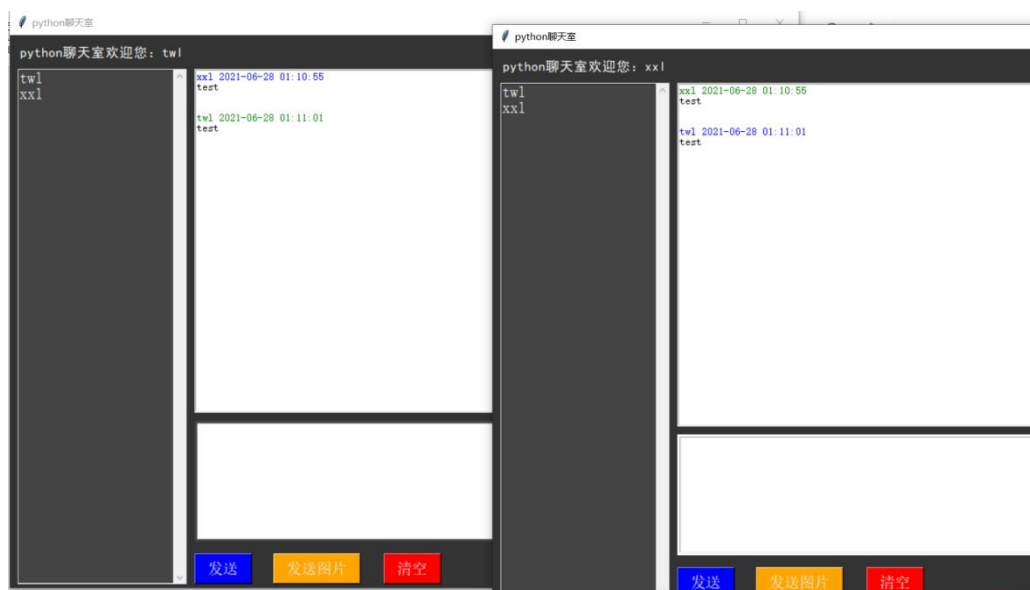 python聊天室
python聊天室欢迎您: twl
twl
xxl
xxl 2021-06-28 01:10:55
test
twl 2021-06-28 01:11:01
test
发送
发送图片
清空
python聊天室
python聊天室欢迎您: xxl
twl
xxl
xxl 2021-06-28 01:10:55
test
twl 2021-06-28 01:11:01
test
发送
发送图片
清空